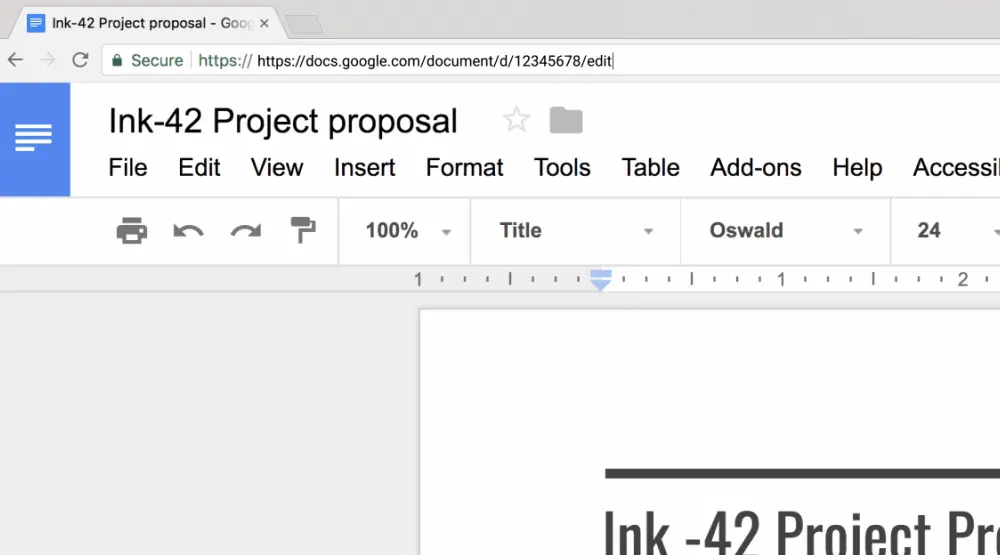 Ink-42 Project proposal - Goog
Secure https:// https://docs.google.com/document/d/12345678/edit
Ink-42 Project proposal
File Edit View Insert Format Tools Table Add-ons Help Accessi
100% Title Oswald 24
1 1 2
Ink -42 Project Pr